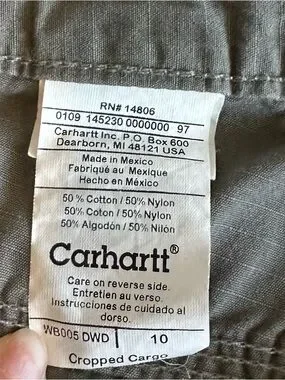 RN# 14806
0109 145230 0000000 97
Carhartt Inc. P.O. Box 600
Dearborn, MI 48121 USA
Made in Mexico
Fabriqué au Mexique
Hecho en México
50% Cotton / 50% Nylon
50% Coton / 50% Nylon
50% Algodón / 50% Nilon
Carhartt®
Care on reverse side.
Entretien au verso.
Instrucciones de cuidado al
dorso.
WB005 DWD 10
Cropped Cargo